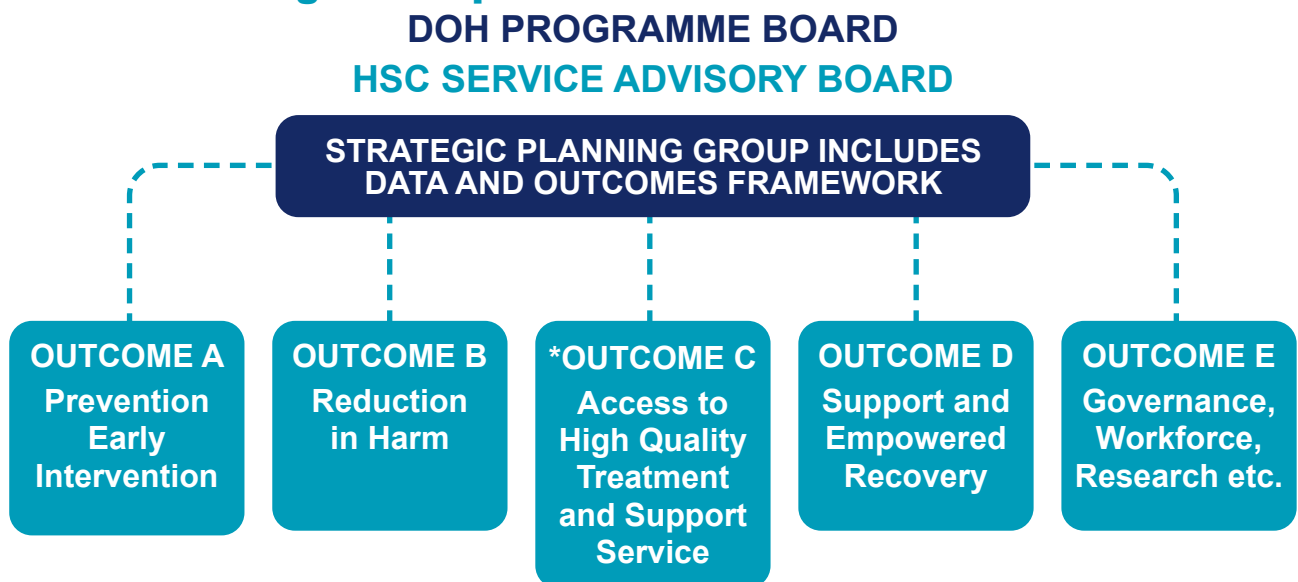 DOH PROGRAMME BOARD
HSC SERVICE ADVISORY BOARD
STRATEGIC PLANNING GROUP INCLUDES
DATA AND OUTCOMES FRAMEWORK
OUTCOME A
Prevention
Early
Intervention
OUTCOME B
Reduction
in Harm
*OUTCOME C
Access to
High Quality
Treatment
and Support
Service
OUTCOME D
Support and
Empowered
Recovery
OUTCOME E
Governance,
Workforce,
Research etc.